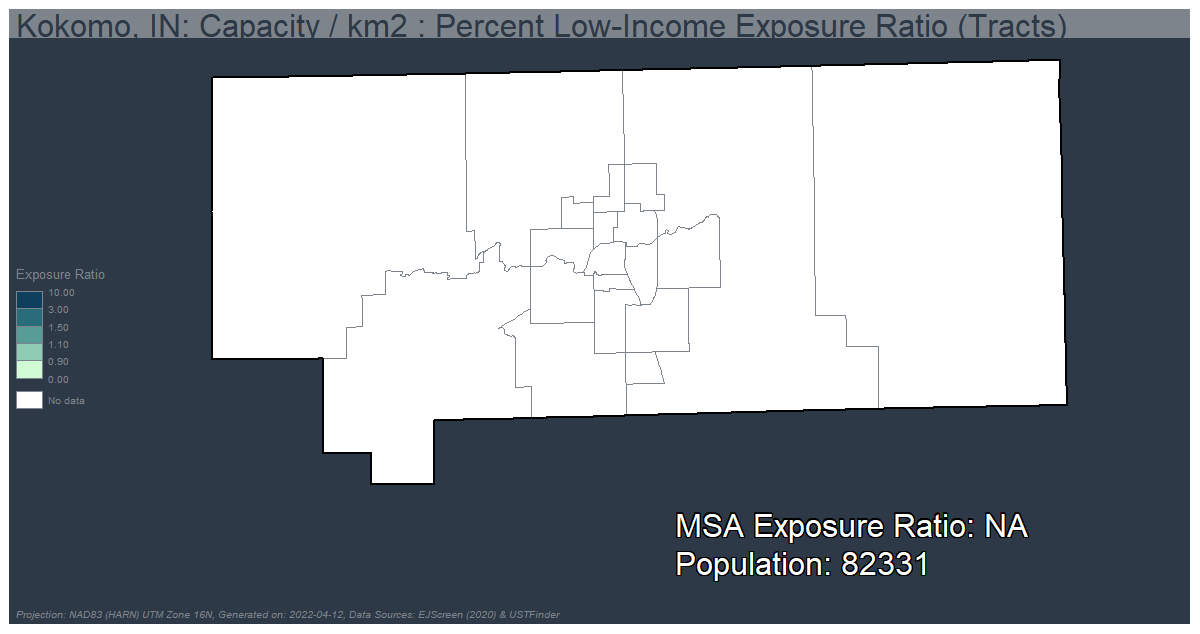 Kokomo, IN: Capacity / km2 : Percent Low-Income Exposure Ratio (Tracts)
Exposure Ratio
10.00
3.00
1.50
1.10
0.90
0.00
No data
MSA Exposure Ratio: NA
Population: 82331
Projection: NAD83 (HARN) UTM Zone 16N, Generated on: 2022-04-12, Data Sources: EJScreen (2020) & USTFinder